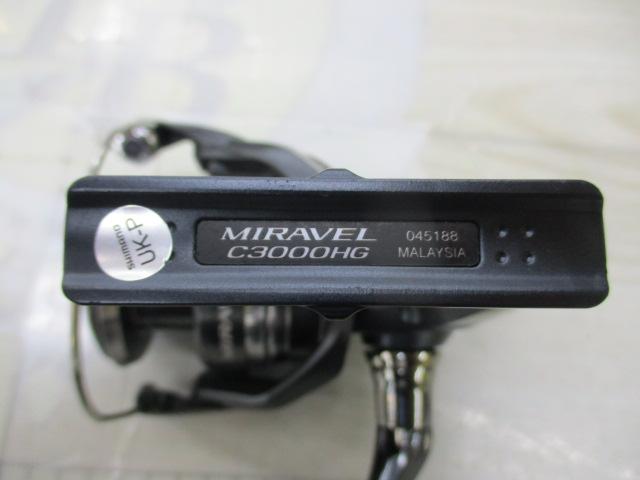 MIRAVEL
C3000HG
045188
MALAYSIA
SHIMANO
UK-P